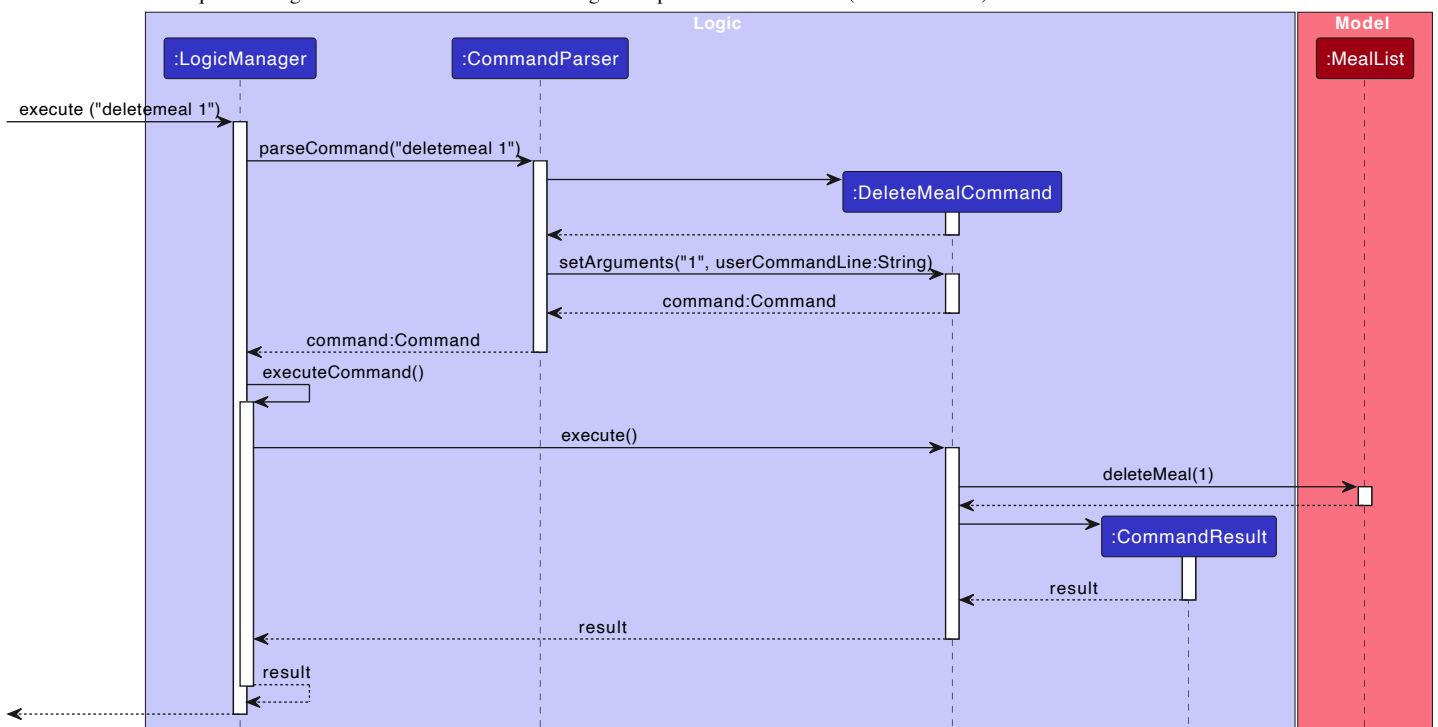 Logic
Model
:LogicManager
:CommandParser
:MealList
execute ("deletemeal 1")
parseCommand("deletemeal 1")
:DeleteMealCommand
setArguments("1", userCommandLine:String)
command:Command
command:Command
executeCommand()
execute()
deleteMeal(1)
:CommandResult
result
result
result